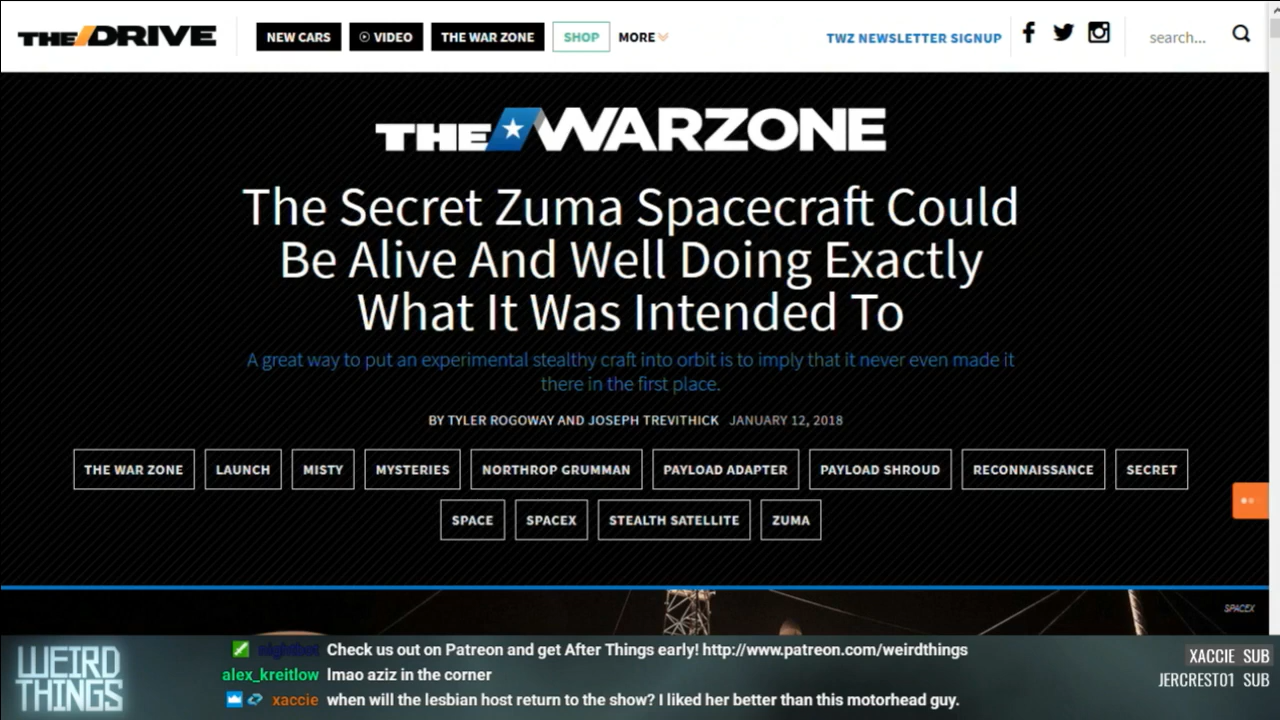 THE DRIVE NEW CARS VIDEO THE WAR ZONE SHOP MORE TWZ NEWSLETTER SIGNUP search...
THE WARZONE
The Secret Zuma Spacecraft Could
Be Alive And Well Doing Exactly
What It Was Intended To
A great way to put an experimental stealthy craft into orbit is to imply that it never even made it
there in the first place.
BY TYLER ROGOWAY AND JOSEPH TREVITHICK JANUARY 12, 2018
THE WAR ZONE LAUNCH MISTY MYSTERIES NORTHROP GRUMMAN PAYLOAD ADAPTER PAYLOAD SHROUD RECONNAISSANCE SECRET
SPACE SPACEX STEALTH SATELLITE ZUMA
SPACEX
WEIRD
THINGS
nightbot Check us out on Patreon and get After Things early! http://www.patreon.com/weirdthings
alex_kreitlow lmao aziz in the corner
xaccie when will the lesbian host return to the show? I liked her better than this motorhead guy.
XACCIE SUB
JERCREST01 SUB